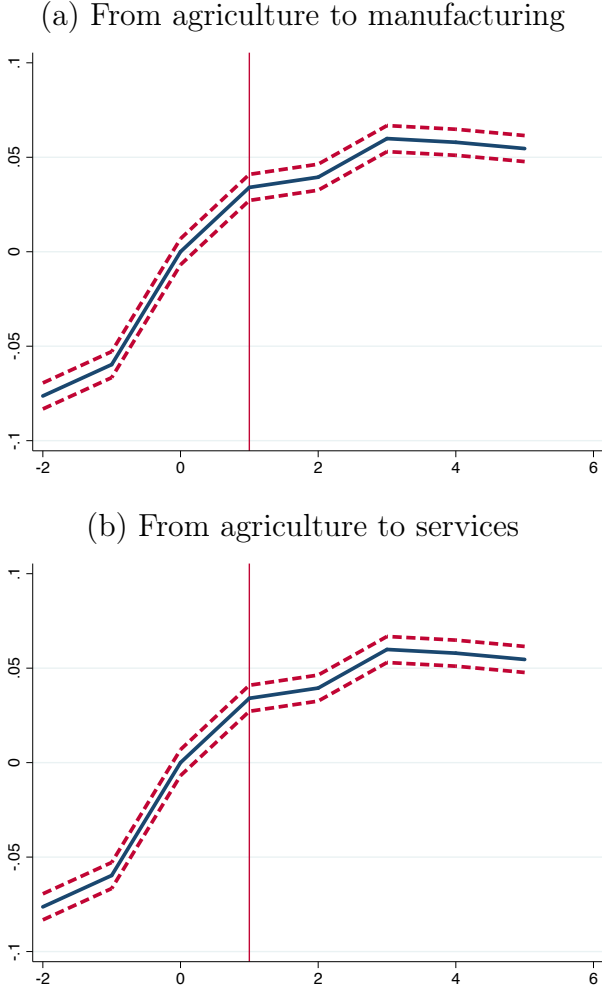 (a) From agriculture to manufacturing
.1
.05
0
-.05
-.1
-2 0 2 4 6
(b) From agriculture to services
.1
.05
0
-.05
-.1
-2 0 2 4 6